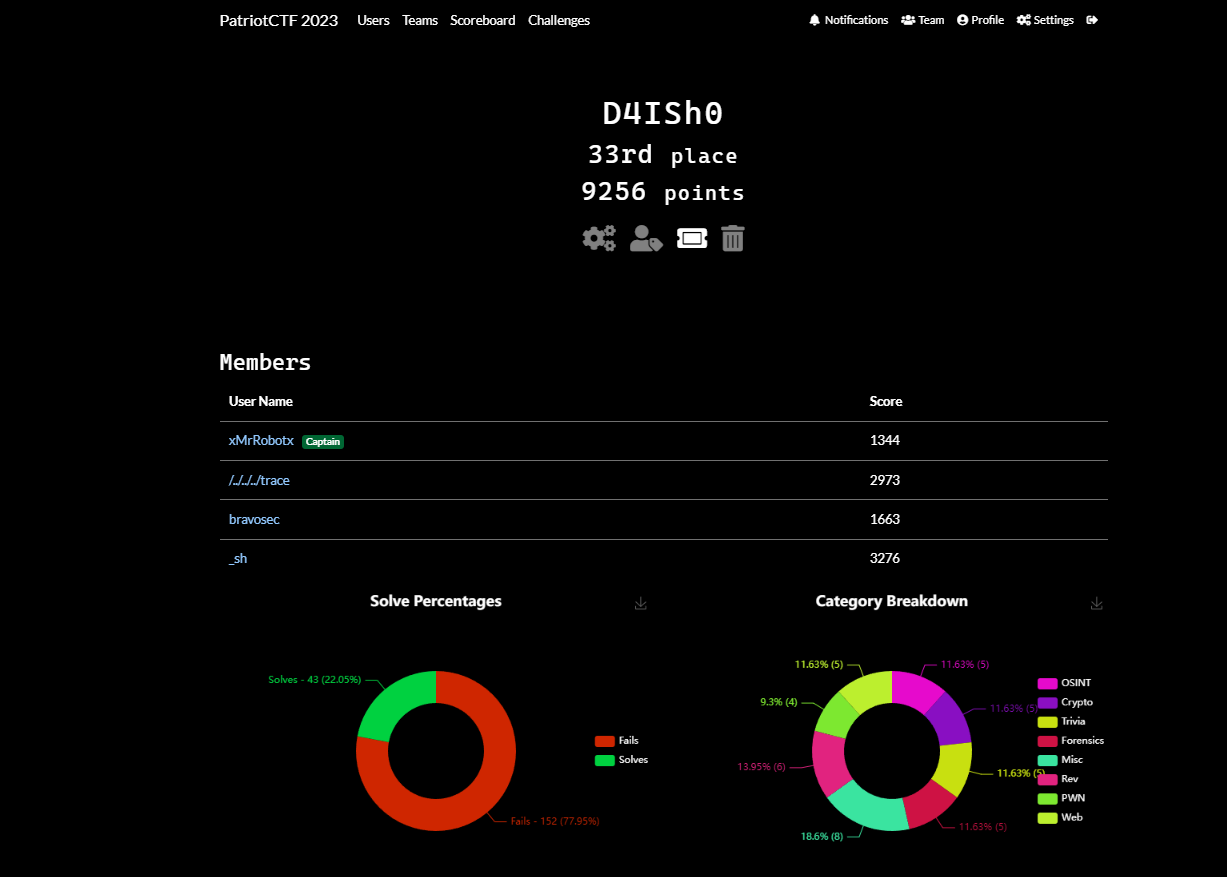 PatriotCTF 2023 Users Teams Scoreboard Challenges Notifications Team Profile Settings
D4ISh0
33rd place
9256 points
Members
User Name Score
xMrRobotx Captain 1344
/../../../trace 2973
bravosec 1663
_sh 3276
Solve Percentages
Solves - 43 (22.05%)
Fails
Solves
Fails - 152 (77.95%)
Category Breakdown
11.63% (5) 11.63% (5)
9.3% (4) 11.63% (5)
13.95% (6) 11.63% (5)
18.6% (8) 11.63% (5)
OSINT
Crypto
Trivia
Forensics
Misc
Rev
PWN
Web